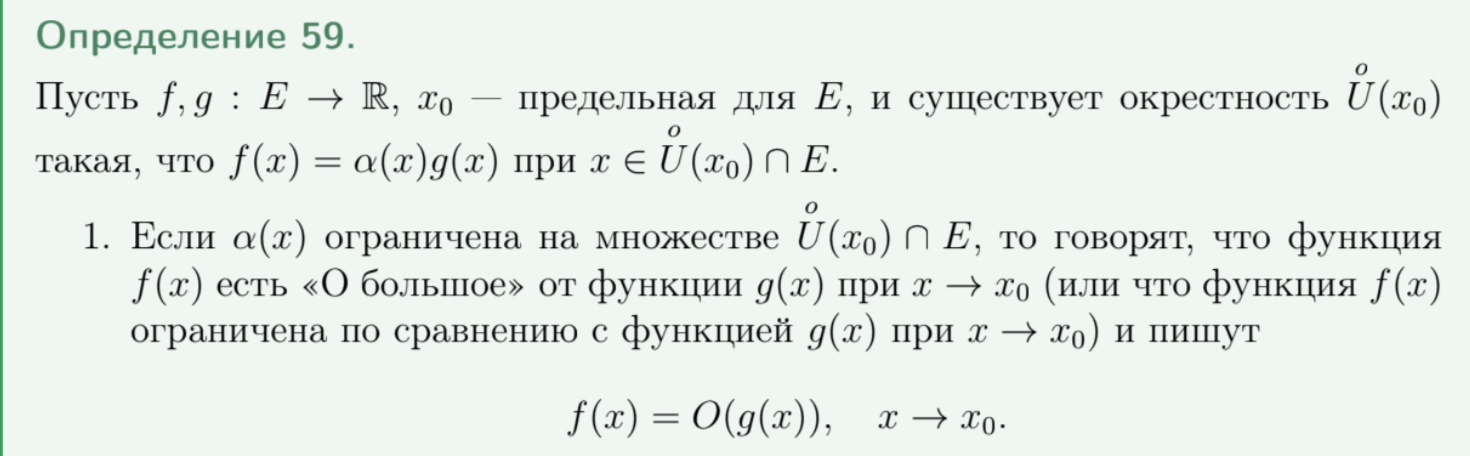 Определение 59.
Пусть f, g : E → ℝ, x₀ — предельная для E, и существует окрестность Ů(x₀)
такая, что f(x) = α(x)g(x) при x ∈ Ů(x₀) ∩ E.
1. Если α(x) ограничена на множестве Ů(x₀) ∩ E, то говорят, что функция
f(x) есть «О большое» от функции g(x) при x → x₀ (или что функция f(x)
ограничена по сравнению с функцией g(x) при x → x₀) и пишут
f(x) = O(g(x)), x → x₀.